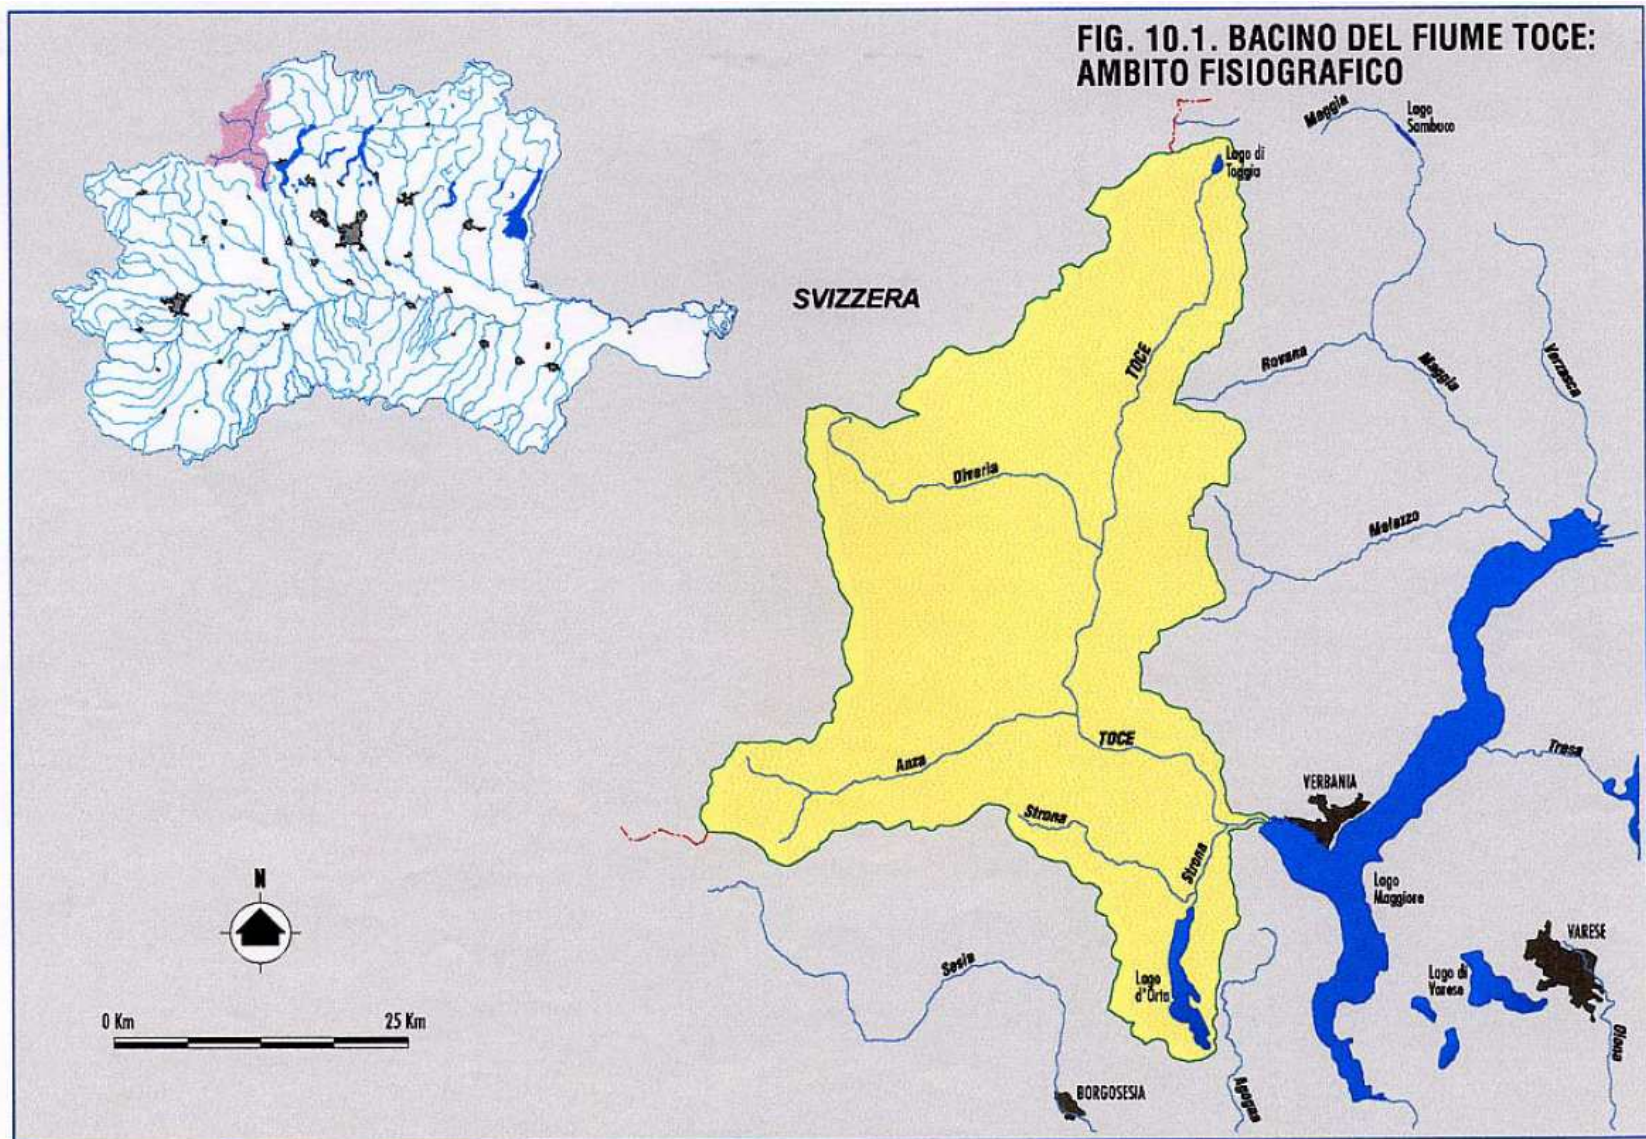 FIG. 10.1. BACINO DEL FIUME TOCE:
AMBITO FISIOGRAFICO
Maggia
Lago
Sambuco
Lago di
Toggia
SVIZZERA
TOCE
Rovana
Maggia
Verzasca
Diveria
Melezzo
TOCE
Tresa
Anza
VERBANIA
Strona
Strona
Lago
Maggiore
N
VARESE
Sesia
Lago di
Varese
Lago
d'Orta
0 Km
25 Km
Olona
BORGOSESIA
Agogna